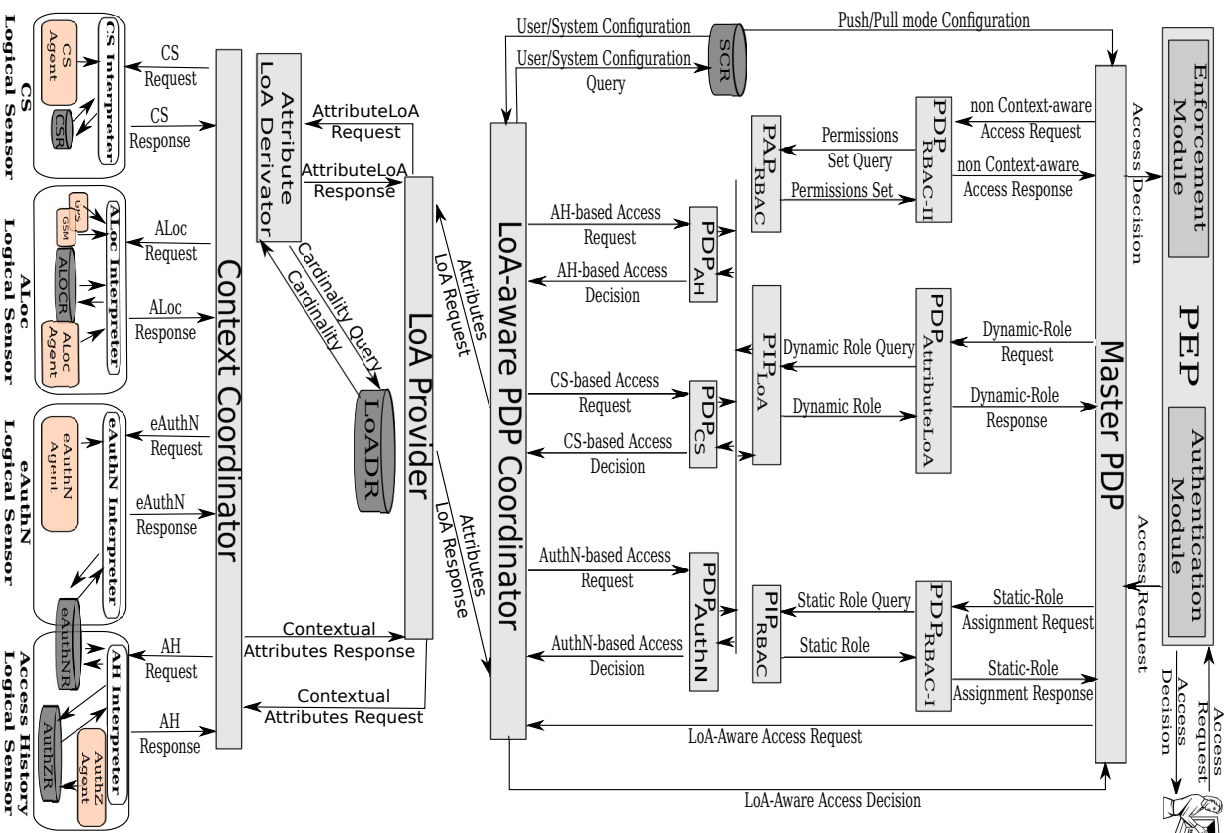 User/System Configuration
Push/Pull mode Configuration
User/System Configuration
Query
SCR
CS
Request
CS
Response
CS Agent
CS Interpreter
CSR
CS
Logical Sensor
AttributeLoA
Request
AttributeLoA
Response
Attribute
LoA Derivator
ALoc
Request
ALoc
Response
GPS
GSM
ALOCR
ALoc
Agent
ALoc Interpreter
ALoc
Logical Sensor
Cardinality Query
Cardinality
LoADR
eAuthN
Request
eAuthN
Response
eAuthN
Agent
eAuthN Interpreter
eAuthN
Logical Sensor
eAuthNR
AH
Request
AH
Response
AH Interpreter
AuthZR
AuthZ
Agent
Access History
Logical Sensor
Context Coordinator
Contextual
Attributes Response
Contextual
Attributes Request
LoA Provider
Attributes
LoA Request
Attributes
LoA Response
LoA-aware PDP Coordinator
AH-based Access
Request
AH-based Access
Decision
PDP AH
CS-based Access
Request
CS-based Access
Decision
PDP CS
AuthN-based Access
Request
AuthN-based Access
Decision
PDP AuthN
PAP RBAC
Permissions
Set Query
Permissions Set
PDP RBAC-II
non Context-aware
Access Request
non Context-aware
Access Response
PIP LoA
Dynamic Role Query
Dynamic Role
PDP AttributeLoA
Dynamic-Role
Request
Dynamic-Role
Response
PIP RBAC
Static Role Query
Static Role
PDP RBAC-I
Static-Role
Assignment Request
Static-Role
Assignment Response
LoA-Aware Access Request
LoA-Aware Access Decision
Master PDP
Access Decision
Access Request
Enforcement
Module
PEP
Authentication
Module
Access
Decision
Access
Request